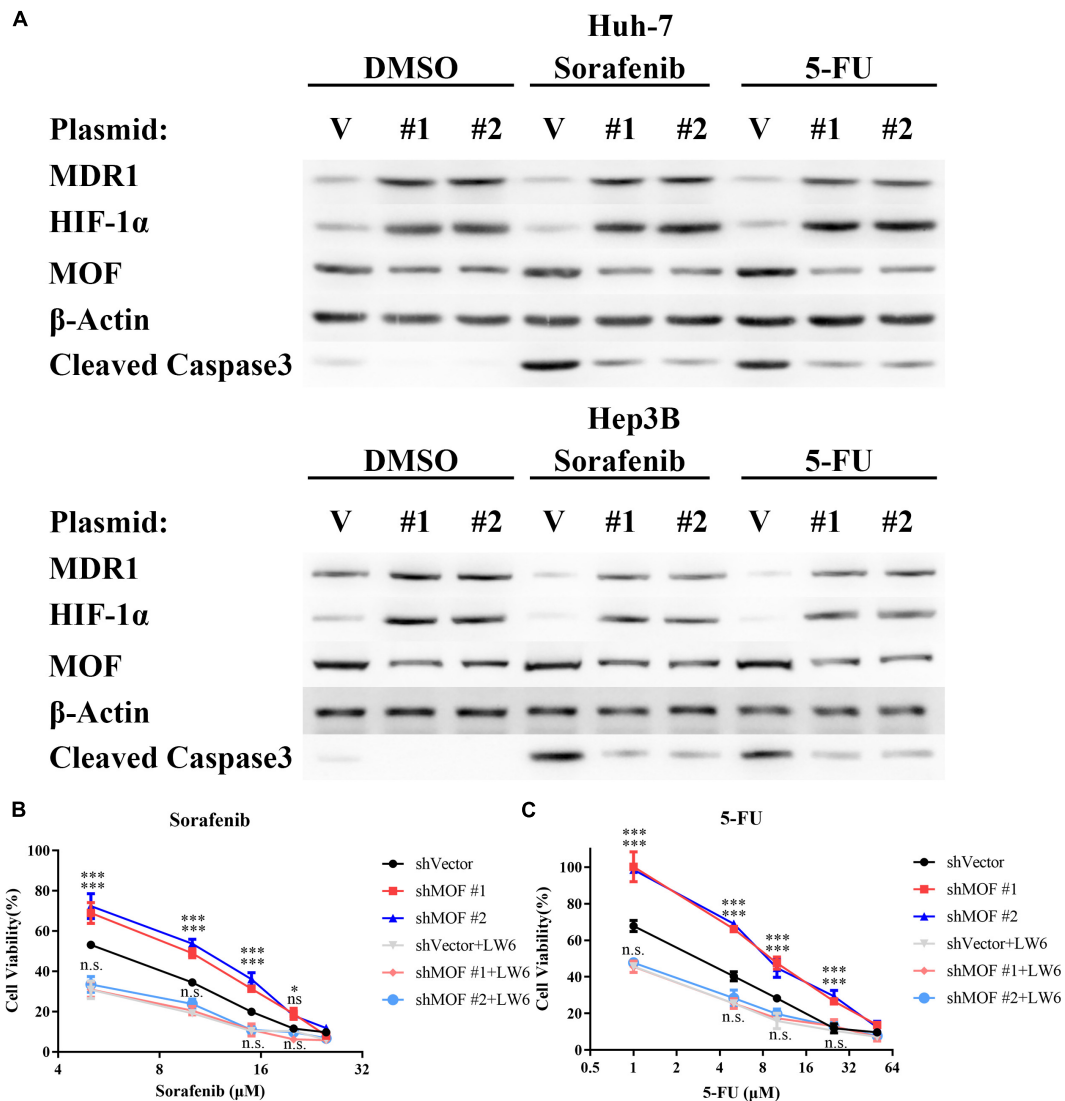 A
Huh-7
DMSO Sorafenib 5-FU
Plasmid: V #1 #2 V #1 #2 V #1 #2
MDR1
HIF-1α
MOF
β-Actin
Cleaved Caspase3
Hep3B
DMSO Sorafenib 5-FU
Plasmid: V #1 #2 V #1 #2 V #1 #2
MDR1
HIF-1α
MOF
β-Actin
Cleaved Caspase3
B
Sorafenib
Cell Viability(%)
100
80
60
40
20
0
4 8 16 32
Sorafenib (μM)
***
***
n.s.
***
***
n.s.
***
***
n.s.
*
ns
n.s.
shVector
shMOF #1
shMOF #2
shVector+LW6
shMOF #1+LW6
shMOF #2+LW6
C
5-FU
Cell Viability(%)
100
80
60
40
20
0
0.5 1 2 4 8 16 32 64
5-FU (μM)
***
***
n.s.
***
***
n.s.
***
***
***
***
n.s.
shVector
shMOF #1
shMOF #2
shVector+LW6
shMOF #1+LW6
shMOF #2+LW6